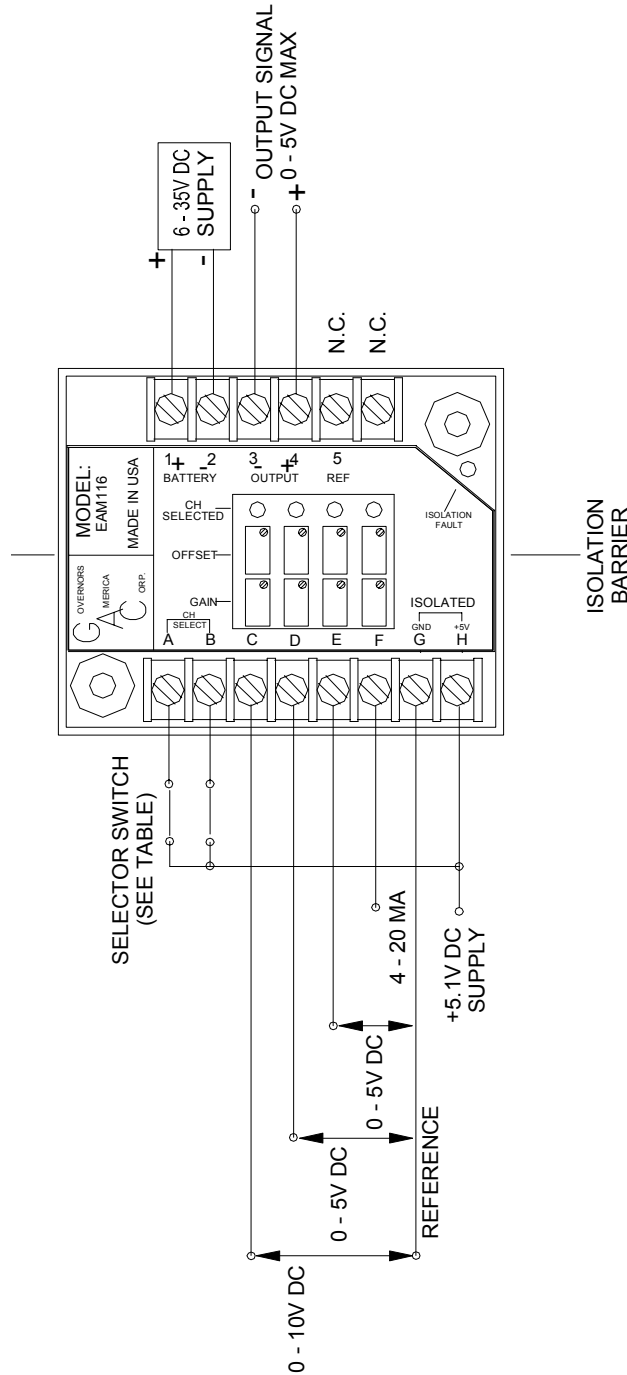 6 - 35V DC
SUPPLY
+
-
- OUTPUT SIGNAL
+ 0 - 5V DC MAX
N.C.
N.C.
MODEL:
EAM116
MADE IN USA
GOVERNORS
AMERICA
CORP.
1 2 3 4 5
+ - - +
BATTERY OUTPUT REF
CH
SELECTED
OFFSET
GAIN
ISOLATION
FAULT
CH
SELECT
ISOLATED
GND +5V
A B C D E F G H
ISOLATION
BARRIER
SELECTOR SWITCH
(SEE TABLE)
4 - 20 MA
+5.1V DC
SUPPLY
0 - 5V DC
0 - 5V DC
REFERENCE
0 - 10V DC